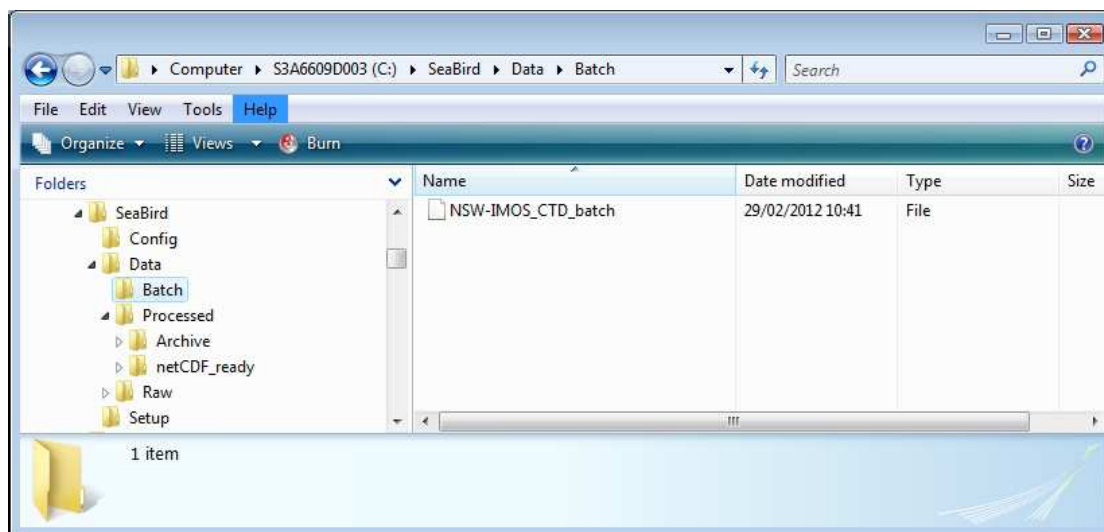 Computer S3A6609D003 (C:) SeaBird Data Batch
Search
File Edit View Tools Help
Organize Views Burn
Folders
SeaBird
Config
Data
Batch
Processed
Archive
netCDF_ready
Raw
Setup
Name Date modified Type Size
NSW-IMOS_CTD_batch 29/02/2012 10:41 File
1 item